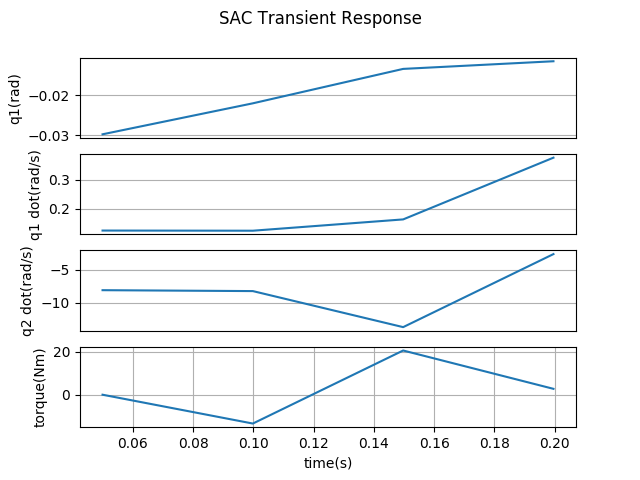 SAC Transient Response
q1(rad)
−0.02
−0.03
q1 dot(rad/s)
0.3
0.2
q2 dot(rad/s)
−5
−10
torque(Nm)
20
0
0.06 0.08 0.10 0.12 0.14 0.16 0.18 0.20
time(s)